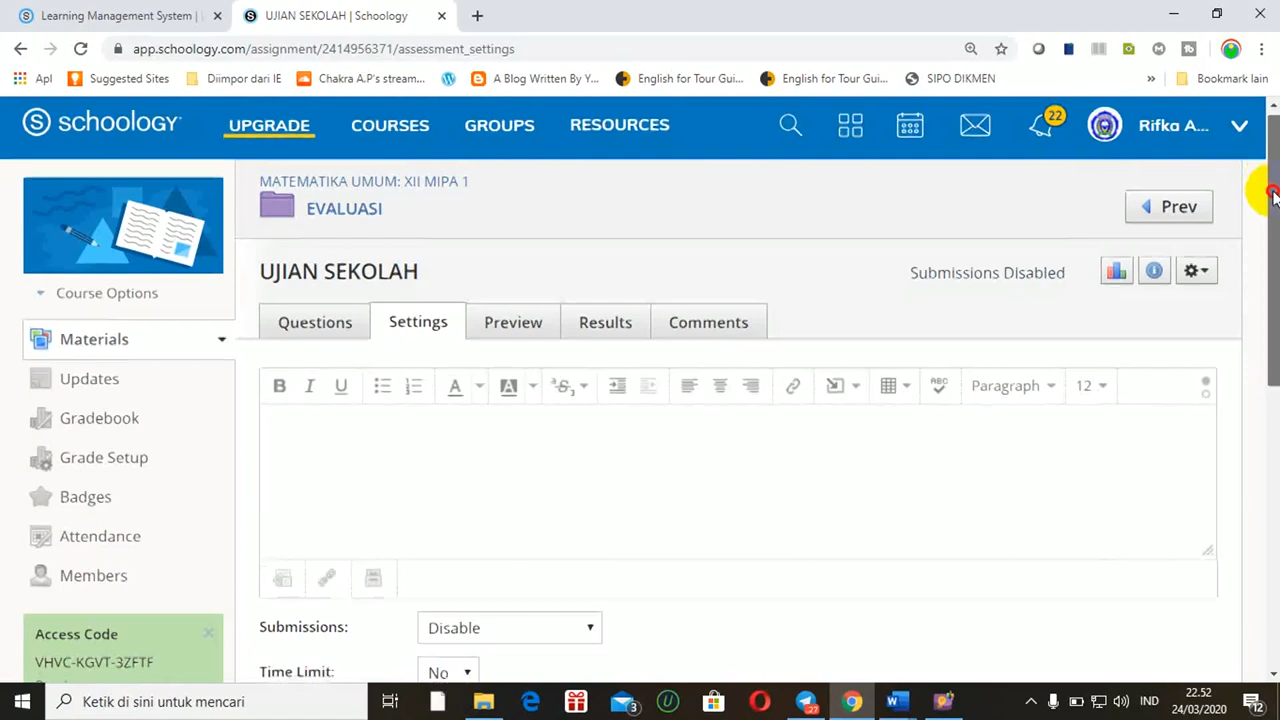 Learning Management System |
UJIAN SEKOLAH | Schoology
app.schoology.com/assignment/2414956371/assessment_settings
Apl
Suggested Sites
Diimpor dari IE
Chakra A.P's stream...
A Blog Written By Y...
English for Tour Gui...
English for Tour Gui...
SIPO DIKMEN
»
Bookmark lain
S schoology
UPGRADE
COURSES
GROUPS
RESOURCES
22
Rifka A...
MATEMATIKA UMUM: XII MIPA 1
EVALUASI
Prev
Course Options
UJIAN SEKOLAH
Submissions Disabled
Questions
Settings
Preview
Results
Comments
Materials
Updates
Gradebook
Grade Setup
Badges
Attendance
Members
B I U
A
A
S
ABC
Paragraph
12
Access Code
VHVC-KGVT-3ZFTF
Submissions:
Disable
Time Limit:
No
Ketik di sini untuk mencari
3
27
W
IND
22.52
24/03/2020
12